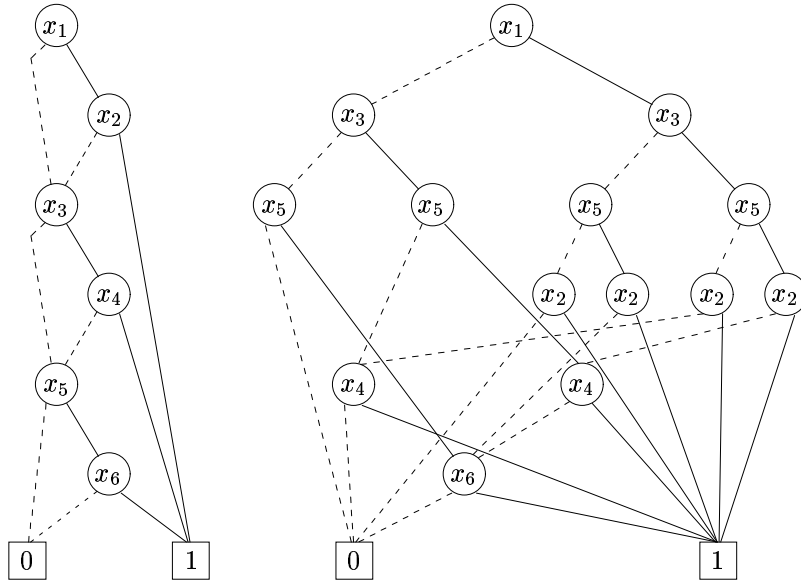 x₁ x₁
x₂ x₃ x₃
x₃ x₅ x₅ x₅ x₅
x₄ x₂ x₂ x₂ x₂
x₅ x₄ x₄
x₆ x₆
0 1 0 1